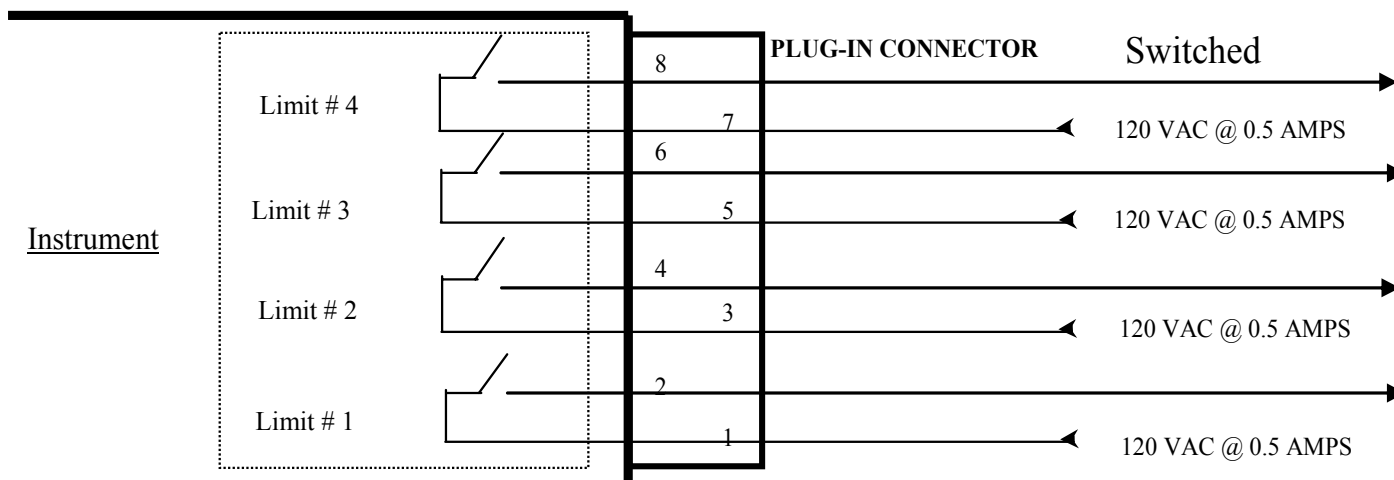 PLUG-IN CONNECTOR
Switched
8
Limit # 4
7
120 VAC @ 0.5 AMPS
6
Limit # 3
5
120 VAC @ 0.5 AMPS
Instrument
4
Limit # 2
3
120 VAC @ 0.5 AMPS
2
Limit # 1
1
120 VAC @ 0.5 AMPS